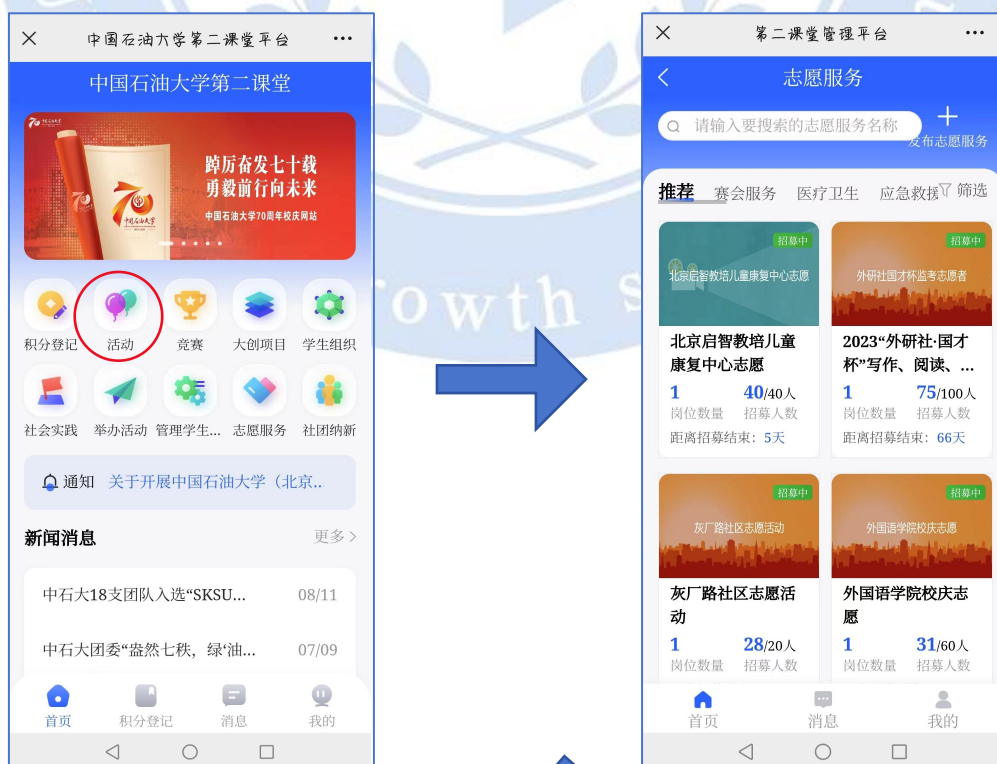 中国石油大学第二课堂平台
中国石油大学第二课堂
跨厉奋发七十载
勇毅前行向未来
中国石油大学70周年校庆网站
积分登记 活动 竞赛 大创项目 学生组织
社会实践 举办活动 管理学生... 志愿服务 社团纳新
通知 关于开展中国石油大学（北京..
新闻消息 更多
中石大18支团队入选“SKSU... 08/11
中石大团委“盎然七秩，绿‘油... 07/09
首页 积分登记 消息 我的
owth s
第二课堂管理平台
志愿服务
请输入要搜索的志愿服务名称
发布志愿服务
推荐 赛会服务 医疗卫生 应急救援 筛选
招募中
北京启智教培儿童康复中心志愿
北京启智教培儿童
康复中心志愿
1 40/40人
岗位数量 招募人数
距离招募结束：5天
招募中
外研社国才杯监考志愿者
2023“外研社·国才
杯”写作、阅读、...
1 75/100人
岗位数量 招募人数
距离招募结束：66天
招募中
灰厂路社区志愿活动
灰厂路社区志愿活
动
1 28/20人
岗位数量 招募人数
招募中
外国语学院校庆志愿
外国语学院校庆志
愿
1 31/60人
岗位数量 招募人数
首页 消息 我的